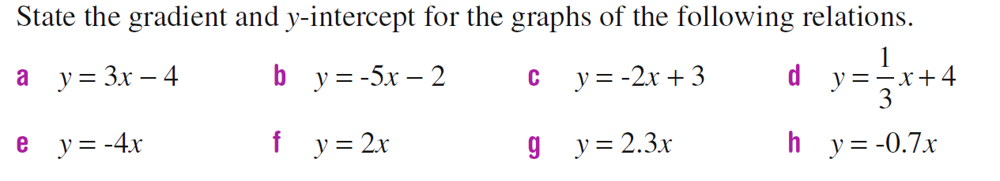 State the gradient and y-intercept for the graphs of the following relations.
a y = 3x – 4 b y = -5x – 2 c y = -2x + 3 d y = 1/3 x + 4
e y = -4x f y = 2x g y = 2.3x h y = -0.7x